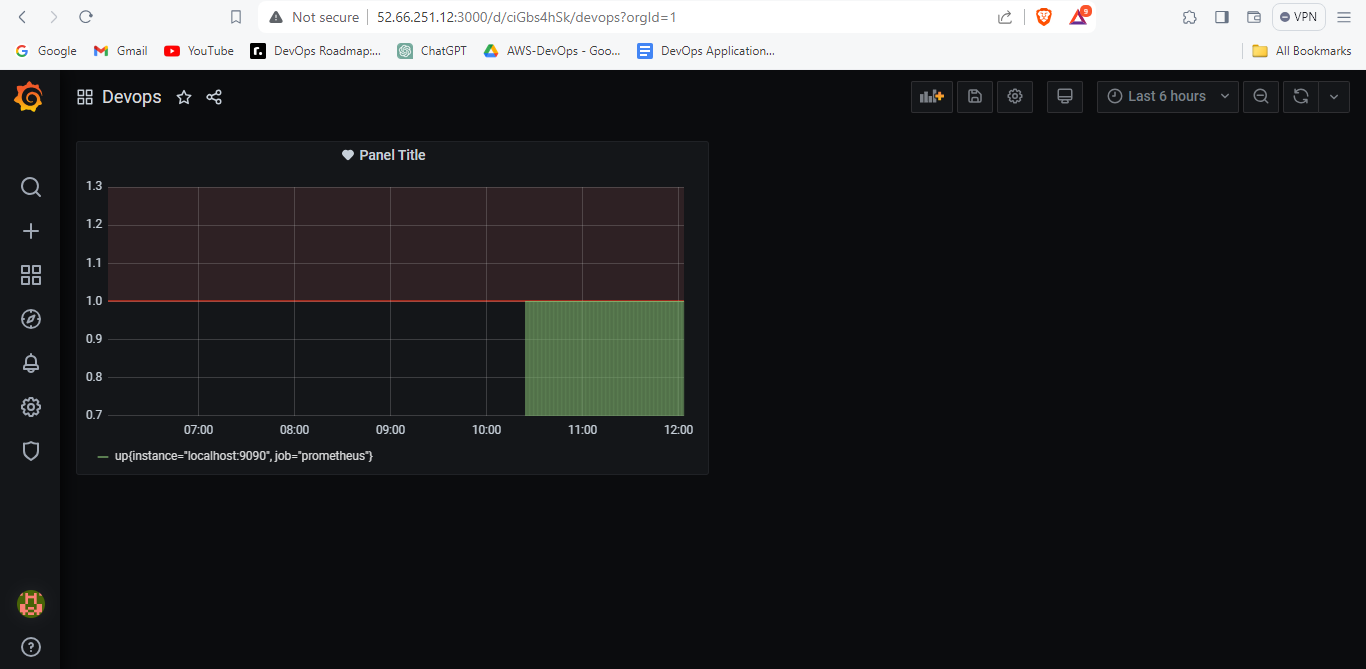 Not secure 52.66.251.12:3000/d/ciGbs4hSk/devops?orgId=1 9 VPN
Google Gmail YouTube r. DevOps Roadmap:... ChatGPT AWS-DevOps - Goo... DevOps Application... All Bookmarks
Devops Last 6 hours
Panel Title
1.3
1.2
1.1
1.0
0.9
0.8
0.7
07:00 08:00 09:00 10:00 11:00 12:00
up{instance="localhost:9090", job="prometheus"}